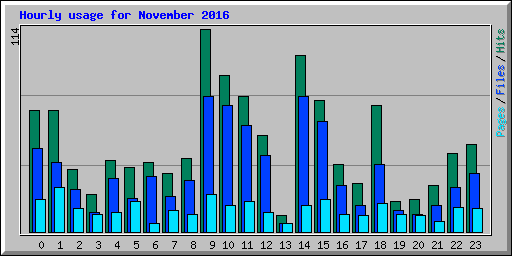 Hourly usage for November 2016
114
Pages / Files / Hits
0 1 2 3 4 5 6 7 8 9 10 11 12 13 14 15 16 17 18 19 20 21 22 23